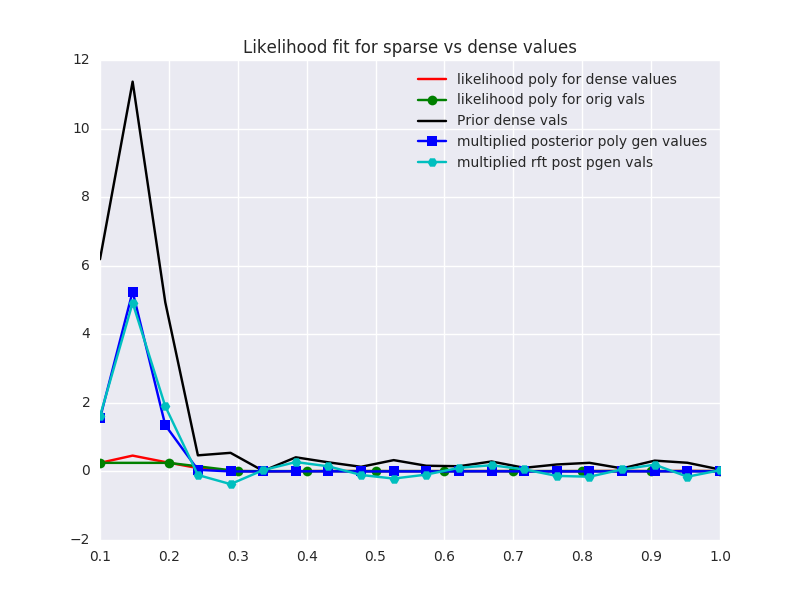 Likelihood fit for sparse vs dense values
12
10
8
6
4
2
0
−2
likelihood poly for dense values
likelihood poly for orig vals
Prior dense vals
multiplied posterior poly gen values
multiplied rft post pgen vals
0.1 0.2 0.3 0.4 0.5 0.6 0.7 0.8 0.9 1.0